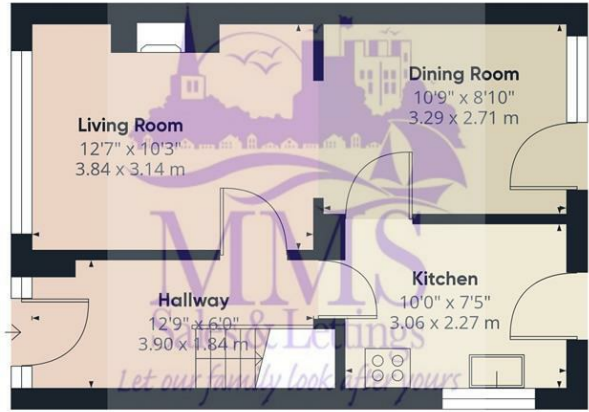 Living Room
12'7" x 10'3"
3.84 x 3.14 m
Dining Room
10'9" x 8'10"
3.29 x 2.71 m
MMS
Sales & Lettings
Let our family look after yours
Hallway
12'9" x 6'0"
3.90 x 1.84 m
Kitchen
10'0" x 7'5"
3.06 x 2.27 m